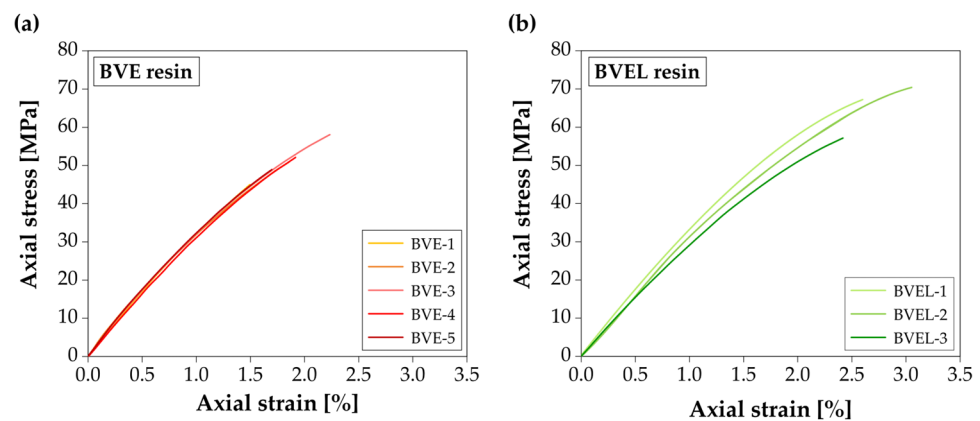 (a)
BVE resin
Axial stress [MPa]
80
70
60
50
40
30
20
10
0
0.0 0.5 1.0 1.5 2.0 2.5 3.0 3.5
Axial strain [%]
BVE-1
BVE-2
BVE-3
BVE-4
BVE-5
(b)
BVEL resin
Axial stress [MPa]
80
70
60
50
40
30
20
10
0
0.0 0.5 1.0 1.5 2.0 2.5 3.0 3.5
Axial strain [%]
BVEL-1
BVEL-2
BVEL-3